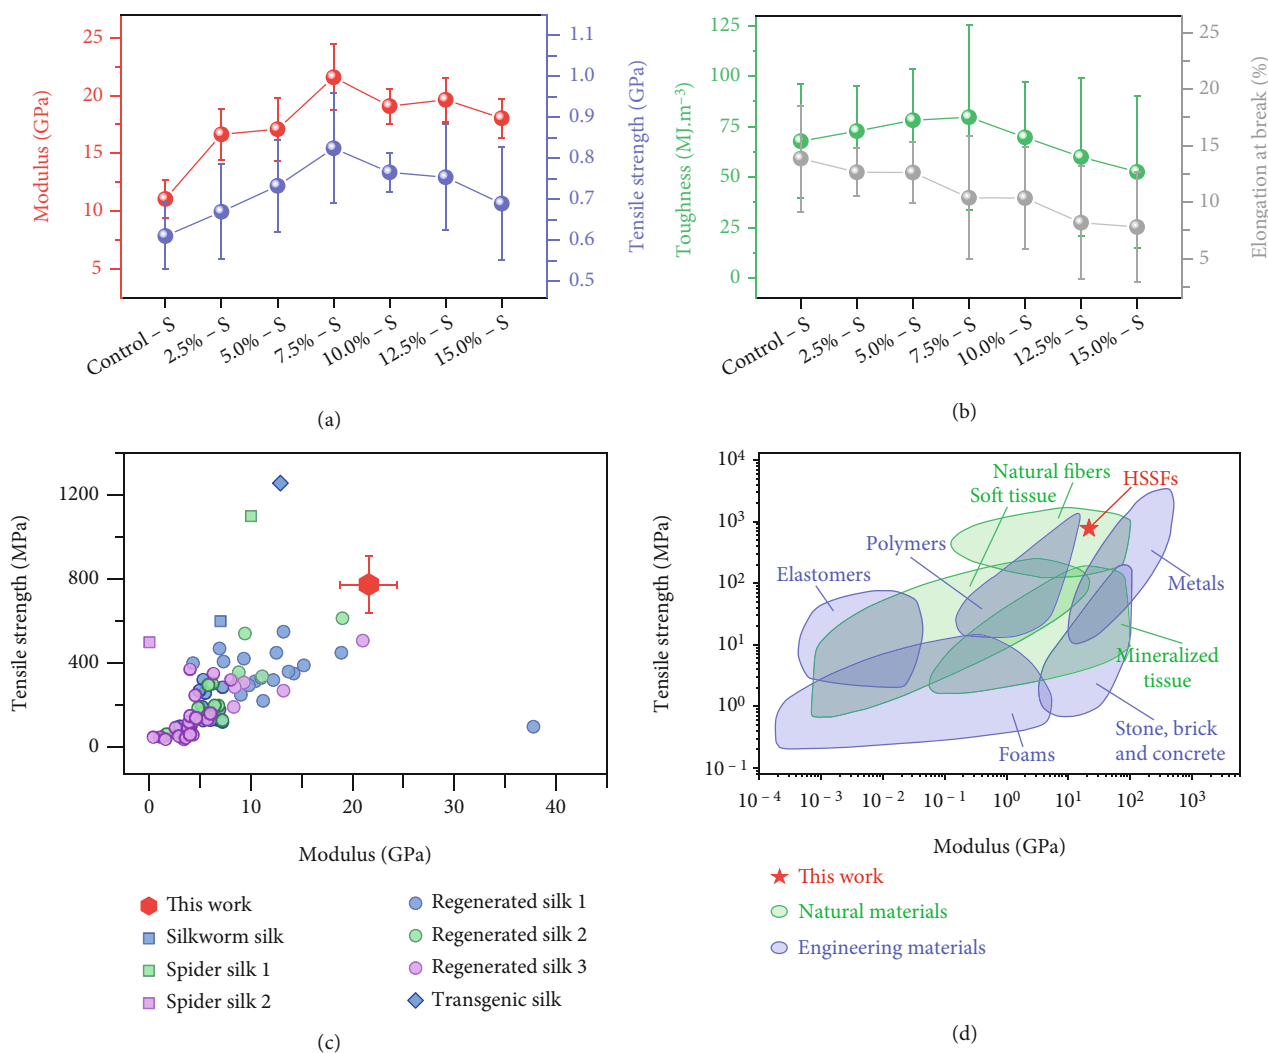 Modulus (GPa)
25
20
15
10
5
1.1
1.0
0.9
0.8
0.7
0.6
0.5
Tensile strength (GPa)
Control – S
2.5% – S
5.0% – S
7.5% – S
10.0% – S
12.5% – S
15.0% – S
(a)
Toughness (MJ.m⁻³)
125
100
75
50
25
0
25
20
15
10
5
Elongation at break (%)
Control – S
2.5% – S
5.0% – S
7.5% – S
10.0% – S
12.5% – S
15.0% – S
(b)
Tensile strength (MPa)
1200
800
400
0
0
10
20
30
40
Modulus (GPa)
This work
Silkworm silk
Spider silk 1
Spider silk 2
Regenerated silk 1
Regenerated silk 2
Regenerated silk 3
Transgenic silk
(c)
Tensile strength (MPa)
10⁴
10³
10²
10¹
10⁰
10⁻¹
Natural fibers
HSSFs
Soft tissue
Polymers
Elastomers
Metals
Mineralized
tissue
Stone, brick
and concrete
Foams
10⁻⁴
10⁻³
10⁻²
10⁻¹
10⁰
10¹
10²
10³
Modulus (GPa)
This work
Natural materials
Engineering materials
(d)